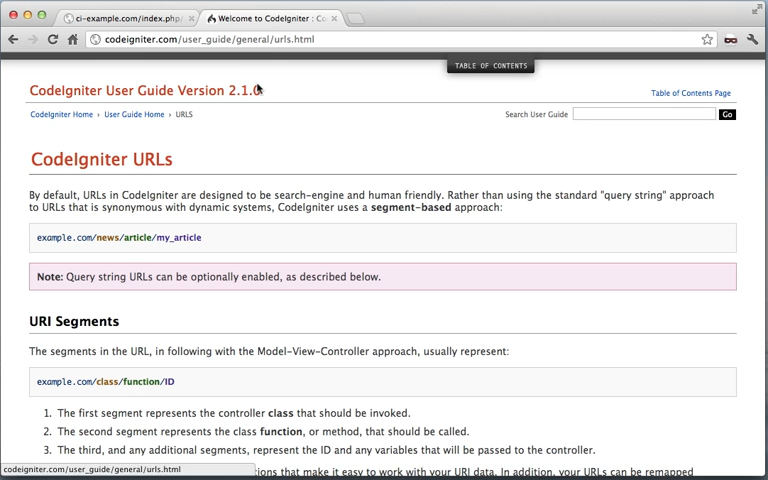 ci-example.com/index.php/
Welcome to CodeIgniter : Co
codeigniter.com/user_guide/general/urls.html
TABLE OF CONTENTS
CodeIgniter User Guide Version 2.1.0
Table of Contents Page
CodeIgniter Home › User Guide Home › URLS
Search User Guide Go
CodeIgniter URLs
By default, URLs in CodeIgniter are designed to be search-engine and human friendly. Rather than using the standard "query string" approach
to URLs that is synonymous with dynamic systems, CodeIgniter uses a segment-based approach:
example.com/news/article/my_article
Note: Query string URLs can be optionally enabled, as described below.
URI Segments
The segments in the URL, in following with the Model-View-Controller approach, usually represent:
example.com/class/function/ID
1. The first segment represents the controller class that should be invoked.
2. The second segment represents the class function, or method, that should be called.
3. The third, and any additional segments, represent the ID and any variables that will be passed to the controller.
codeigniter.com/user_guide/general/urls.html
tions that make it easy to work with your URI data. In addition, your URLs can be remapped